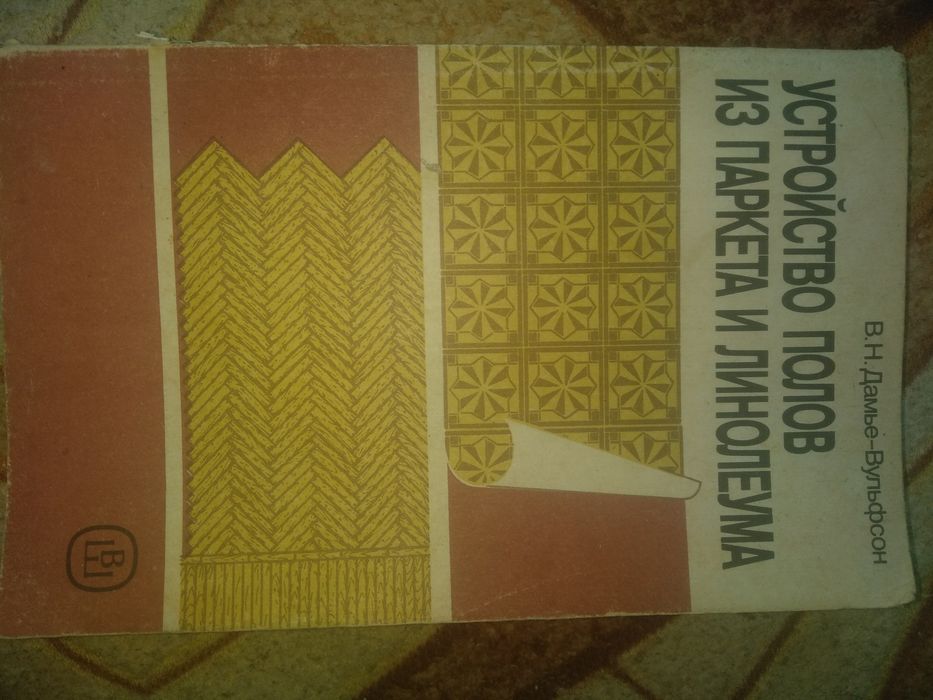 В. Н. Дамье-Вульфсон
УСТРОЙСТВО ПОЛОВ
ИЗ ПАРКЕТА И ЛИНОЛЕУМА